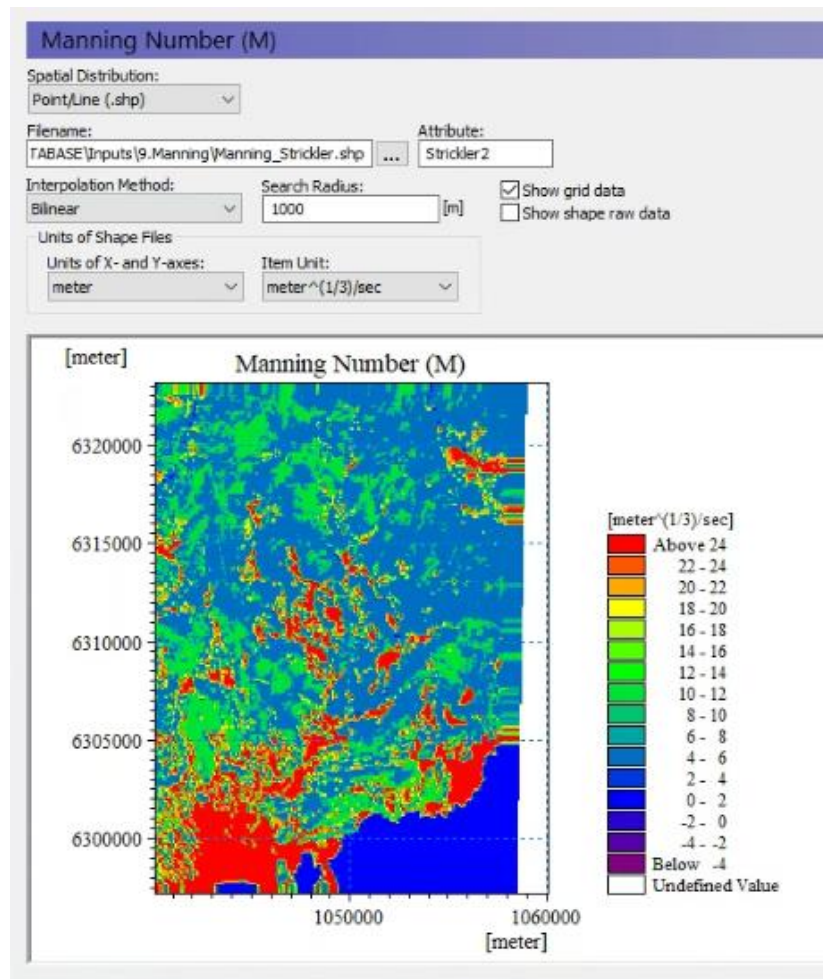 Manning Number (M)
Spatial Distribution:
Point/Line (.shp)
Filename:
Attribute:
TABASE\Inputs\9.Manning\Manning_Strickler.shp
...
Strickler2
Interpolation Method:
Search Radius:
Show grid data
Bilinear
1000
[m]
Show shape raw data
Units of Shape Files
Units of X- and Y-axes:
Item Unit:
meter
meter^(1/3)/sec
[meter]
Manning Number (M)
6320000
6315000
6310000
6305000
6300000
1050000
1060000
[meter]
[meter^(1/3)/sec]
Above 24
22 - 24
20 - 22
18 - 20
16 - 18
14 - 16
12 - 14
10 - 12
8 - 10
6 - 8
4 - 6
2 - 4
0 - 2
-2 - 0
-4 - -2
Below -4
Undefined Value